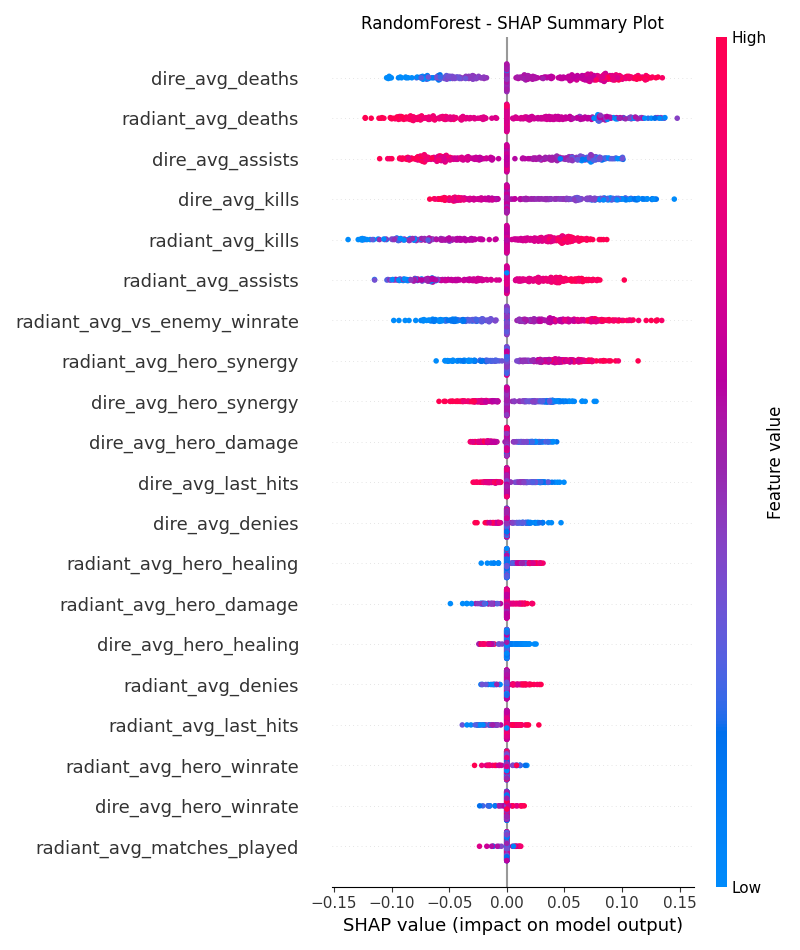 RandomForest - SHAP Summary Plot
High
dire_avg_deaths
radiant_avg_deaths
dire_avg_assists
dire_avg_kills
radiant_avg_kills
radiant_avg_assists
radiant_avg_vs_enemy_winrate
radiant_avg_hero_synergy
dire_avg_hero_synergy
dire_avg_hero_damage
dire_avg_last_hits
dire_avg_denies
radiant_avg_hero_healing
radiant_avg_hero_damage
dire_avg_hero_healing
radiant_avg_denies
radiant_avg_last_hits
radiant_avg_hero_winrate
dire_avg_hero_winrate
radiant_avg_matches_played
Feature value
Low
−0.15 −0.10 −0.05 0.00 0.05 0.10 0.15
SHAP value (impact on model output)